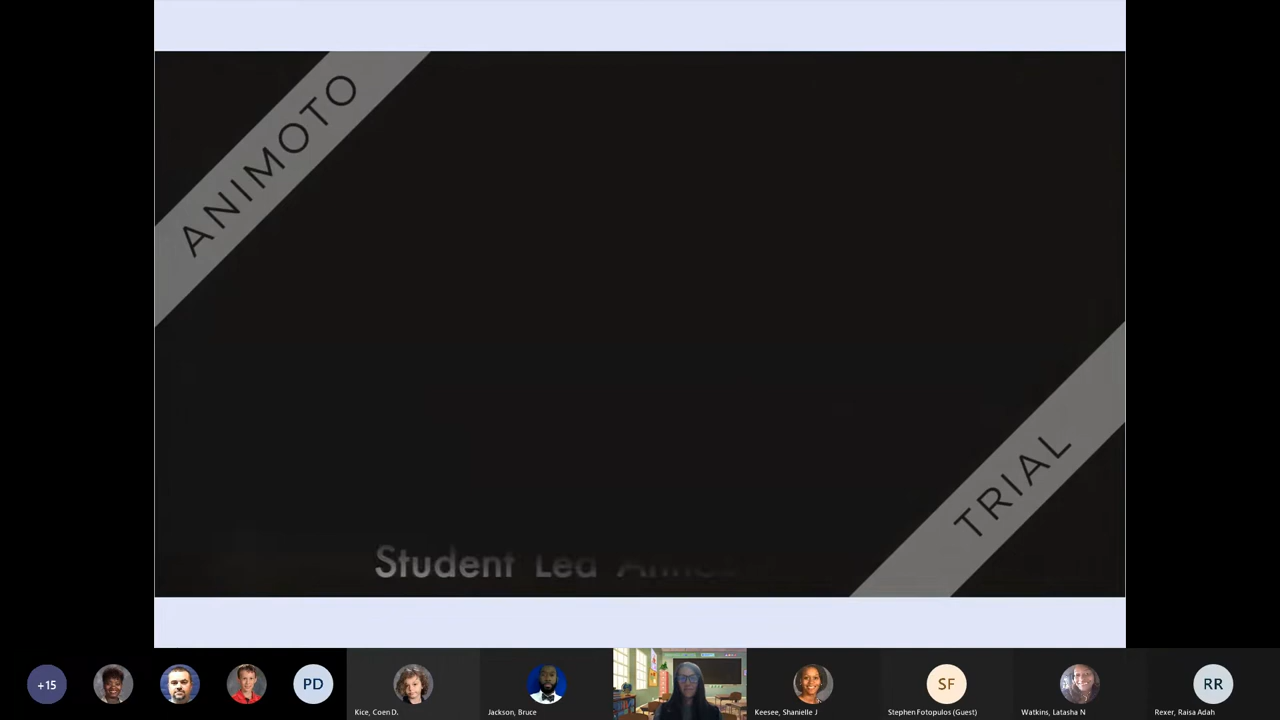 ANIMOTO
TRIAL
Student Led
+15
PD
Kice, Coen D.
Jackson, Bruce
Keesee, Shanielle J
SF
Stephen Fotopulos (Guest)
Watkins, Latasha N
RR
Rexer, Raisa Adah